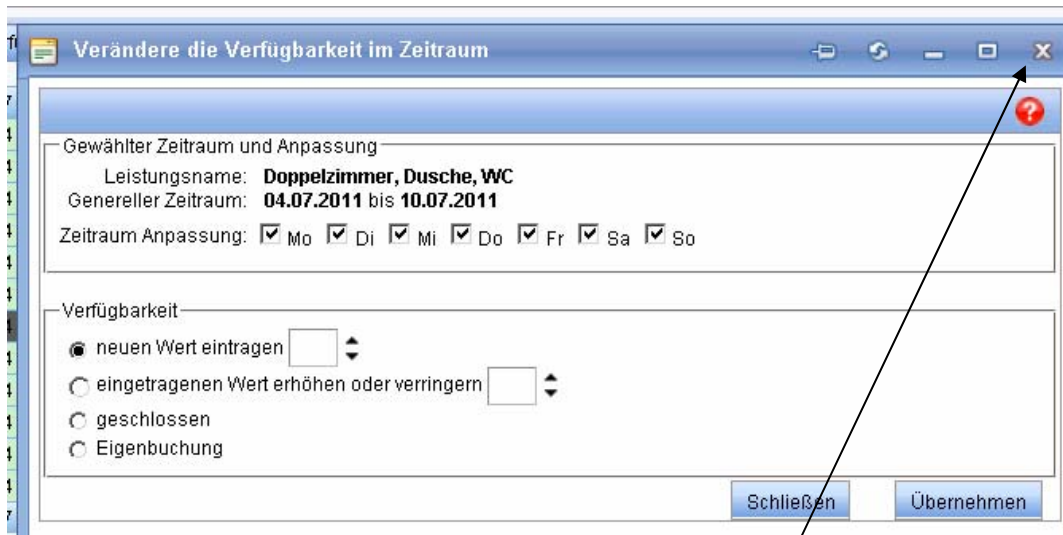 Verändere die Verfügbarkeit im Zeitraum
Gewählter Zeitraum und Anpassung
Leistungsname: Doppelzimmer, Dusche, WC
Genereller Zeitraum: 04.07.2011 bis 10.07.2011
Zeitraum Anpassung: Mo Di Mi Do Fr Sa So
Verfügbarkeit
neuen Wert eintragen
eingetragenen Wert erhöhen oder verringern
geschlossen
Eigenbuchung
Schließen Übernehmen